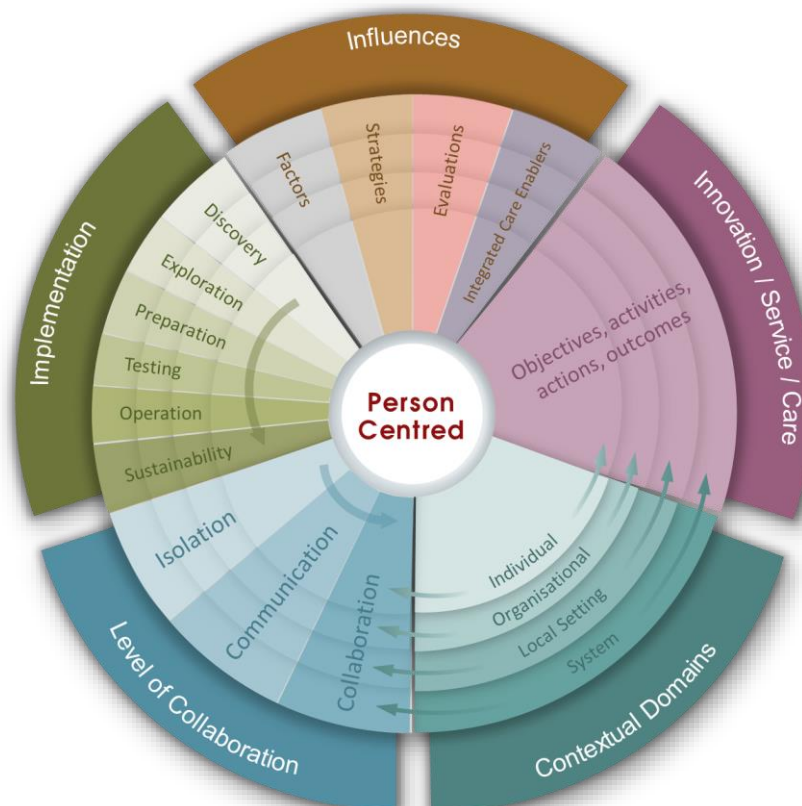 Influences
Factors
Strategies
Evaluations
Integrated Care Enablers
Innovation / Service / Care
Objectives, activities,
actions, outcomes
Implementation
Discovery
Exploration
Preparation
Testing
Operation
Sustainability
Person
Centred
Isolation
Communication
Collaboration
Level of Collaboration
Individual
Organisational
Local Setting
System
Contextual Domains